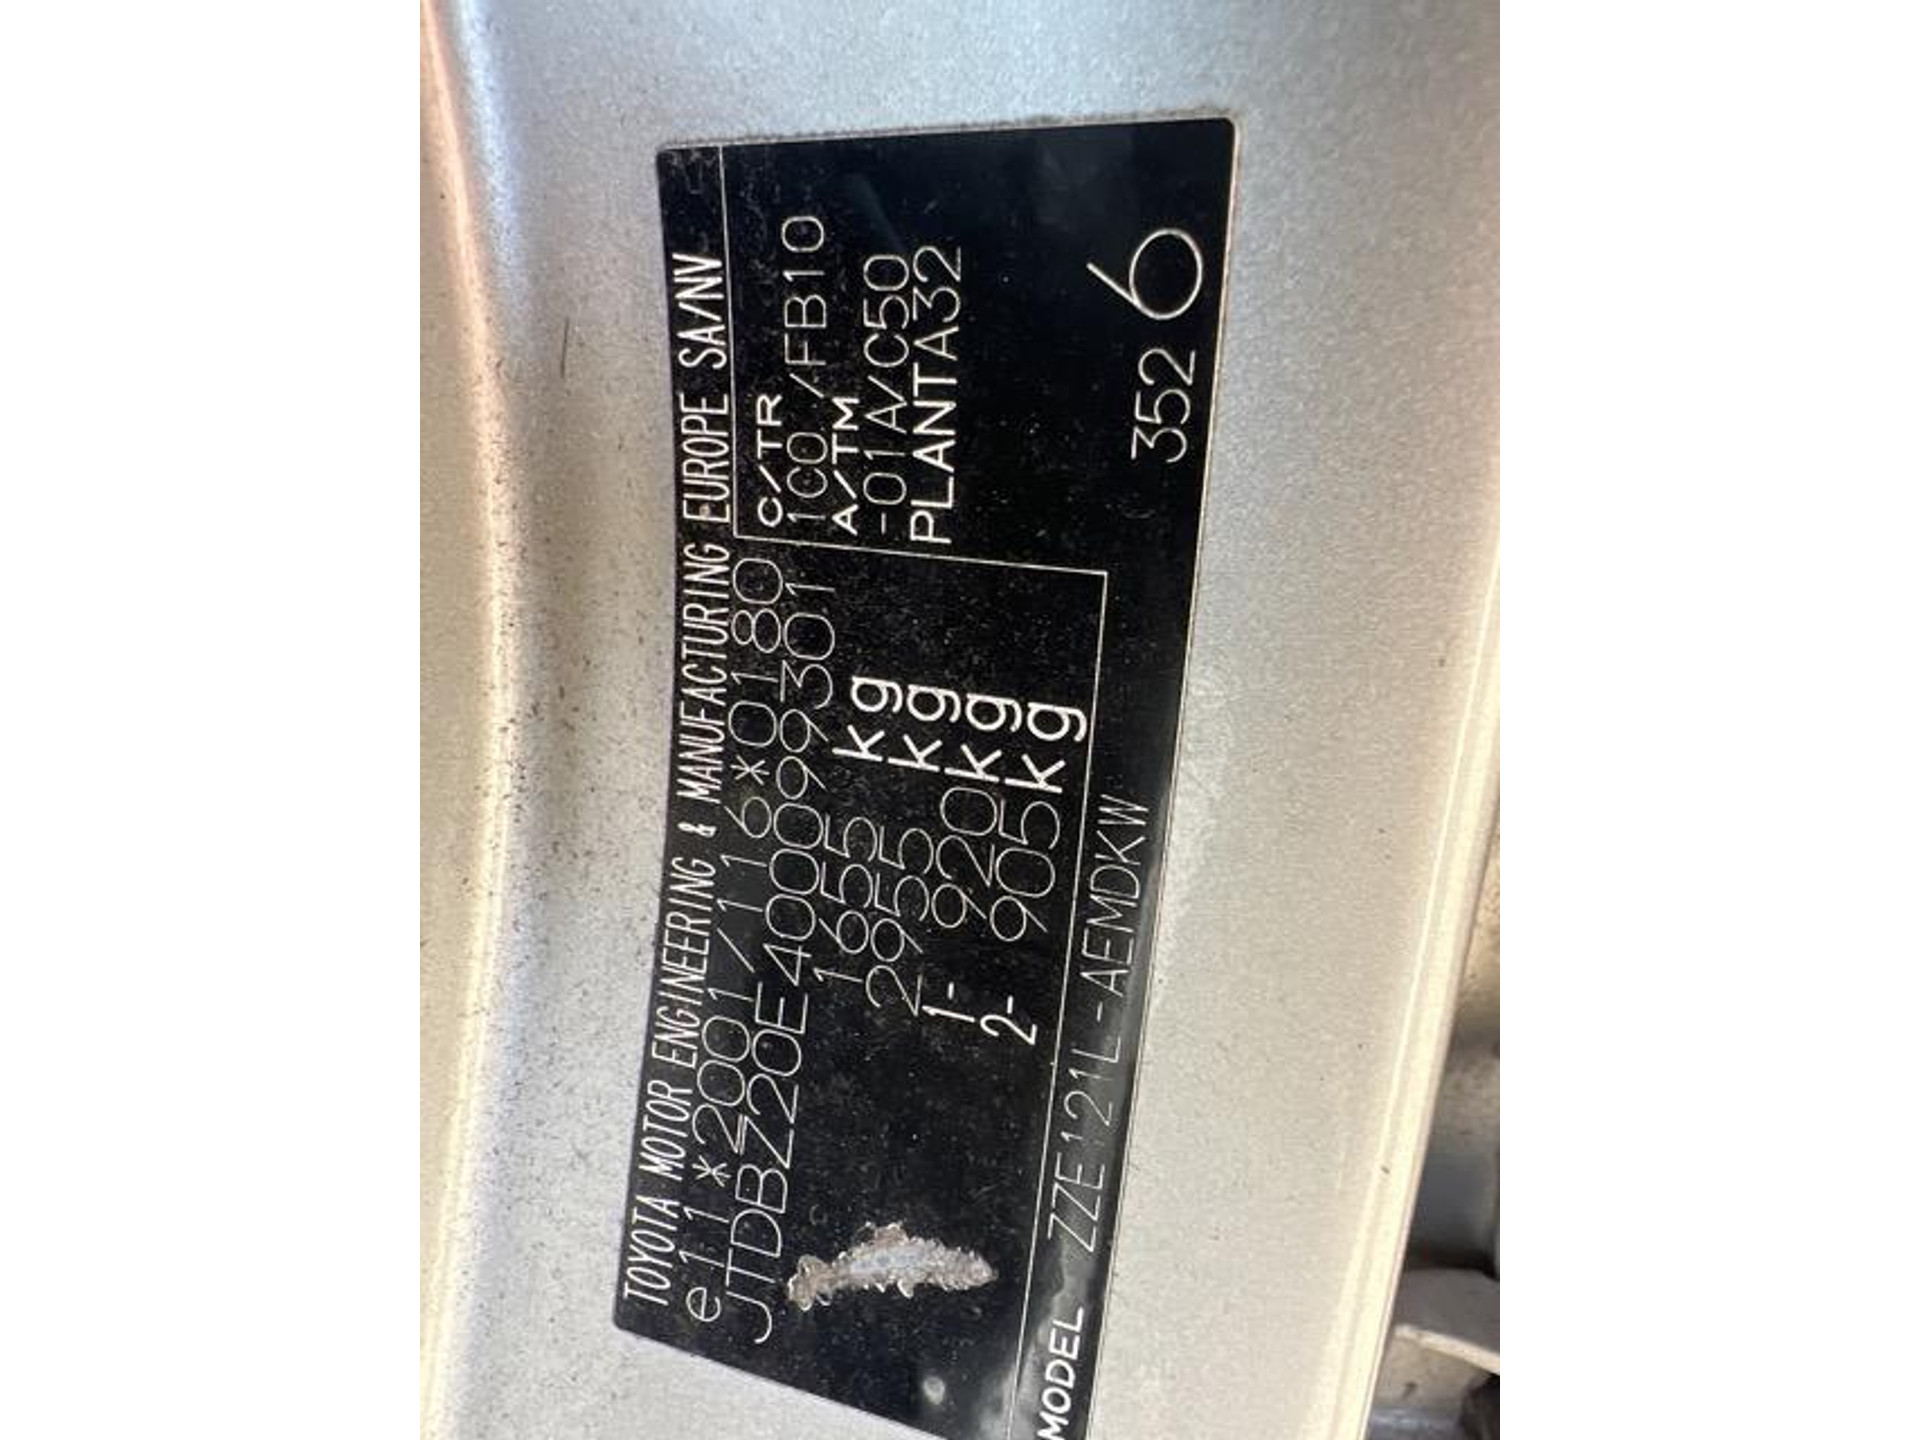 TOYOTA MOTOR ENGINEERING & MANUFACTURING EUROPE SA/NV
e11*2001/116*0180
JTDBZ20E400099301
1655 kg
2955 kg
1- 920 kg
2- 905 kg
C/TR
1C0 /FB10
A/TM
-01A/C50
PLANTA32
MODEL ZZE121L-AEMDKW
352 6